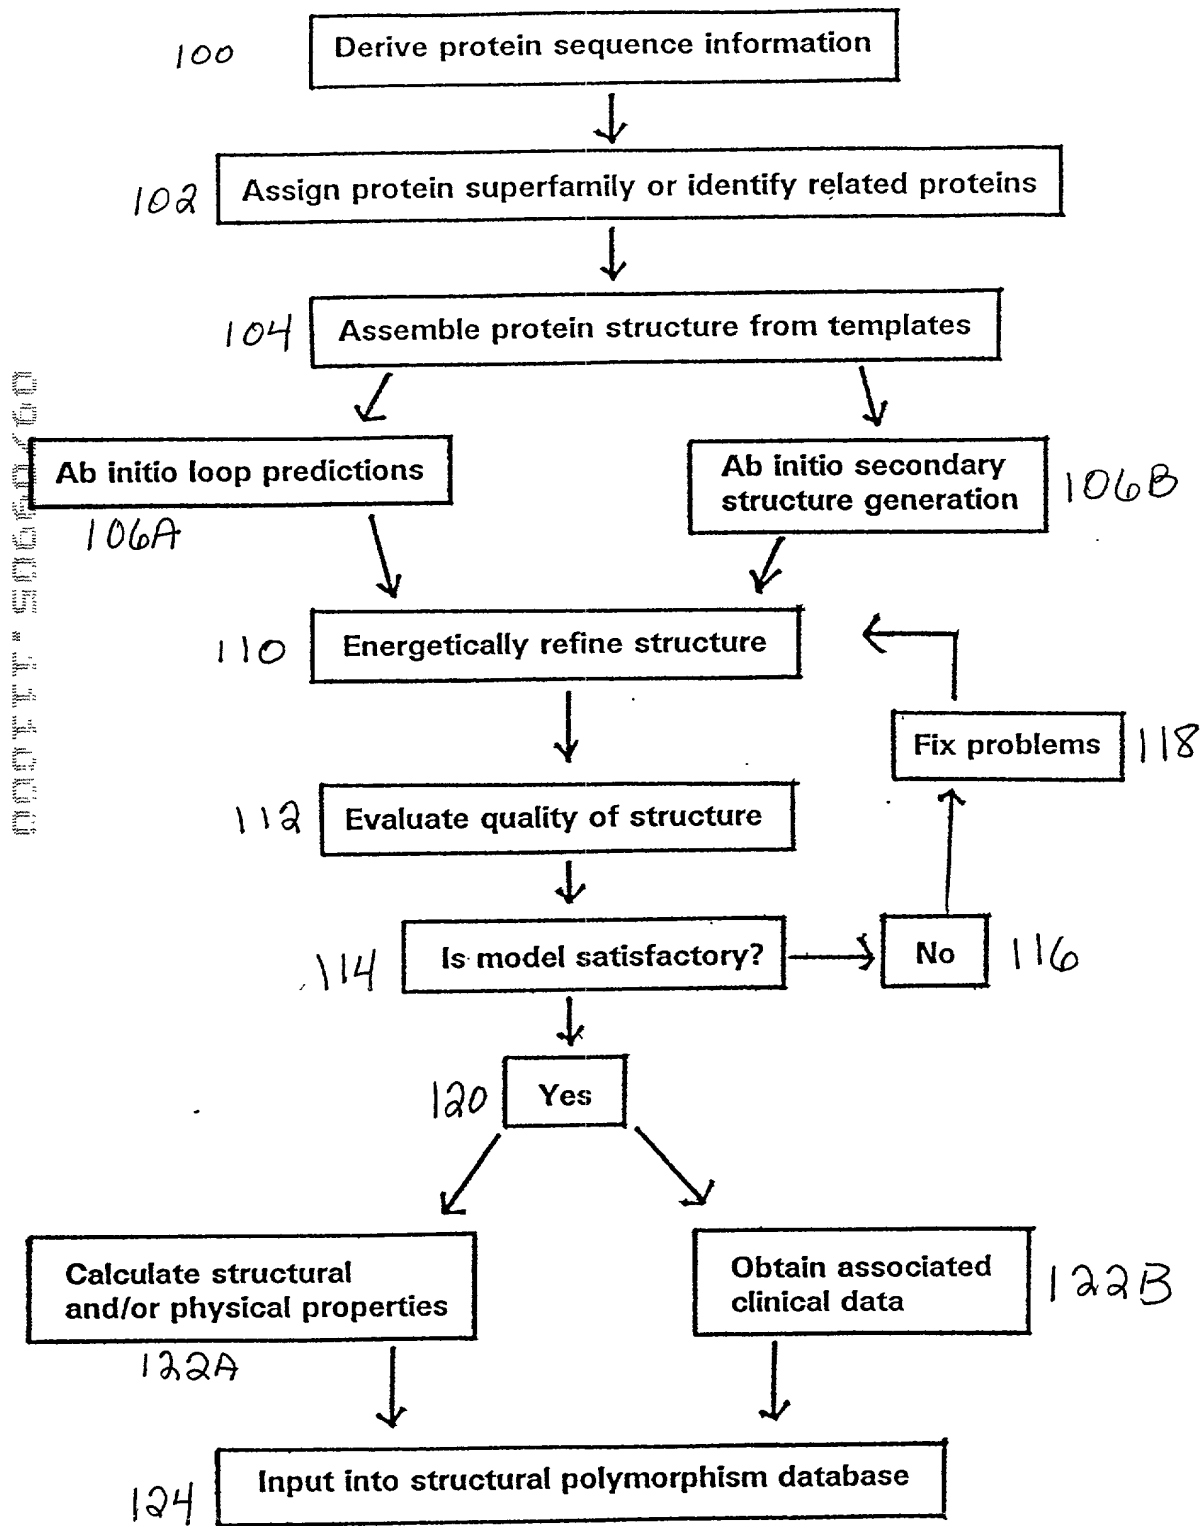 100 Derive protein sequence information
102 Assign protein superfamily or identify related proteins
104 Assemble protein structure from templates
Ab initio loop predictions
106A
Ab initio secondary
structure generation
106B
110 Energetically refine structure
Fix problems 118
112 Evaluate quality of structure
114 Is model satisfactory?
No 116
120 Yes
Calculate structural
and/or physical properties
122A
Obtain associated
clinical data
122B
124 Input into structural polymorphism database